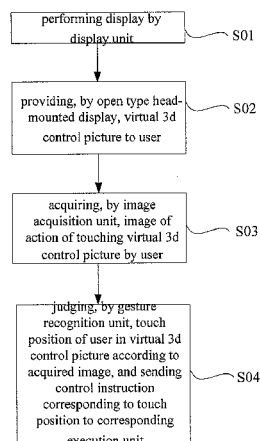 performing display by
display unit
S01
providing, by open type head-
mounted display, virtual 3d
control picture to user
S02
acquiring, by image
acquisition unit, image of
action of touching virtual 3d
control picture by user
S03
judging, by gesture
recognition unit, touch
position of user in virtual 3d
control picture according to
acquired image, and sending
control instruction
corresponding to touch
position to corresponding
execution unit
S04